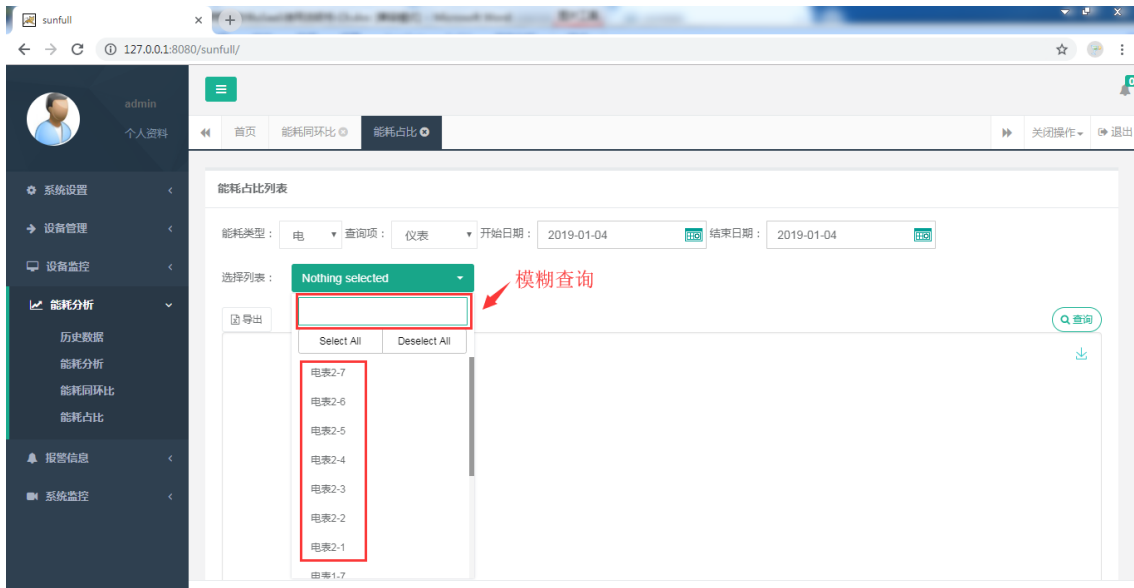 sunfull
127.0.0.1:8080/sunfull/
admin
个人资料
首页
能耗同环比
能耗占比
关闭操作
退出
系统设置
设备管理
设备监控
能耗分析
历史数据
能耗分析
能耗同环比
能耗占比
报警信息
系统监控
能耗占比列表
能耗类型： 电 查询项： 仪表 开始日期： 2019-01-04 结束日期： 2019-01-04
选择列表： Nothing selected
模糊查询
导出
查询
Select All Deselect All
电表2-7
电表2-6
电表2-5
电表2-4
电表2-3
电表2-2
电表2-1
电表1-7